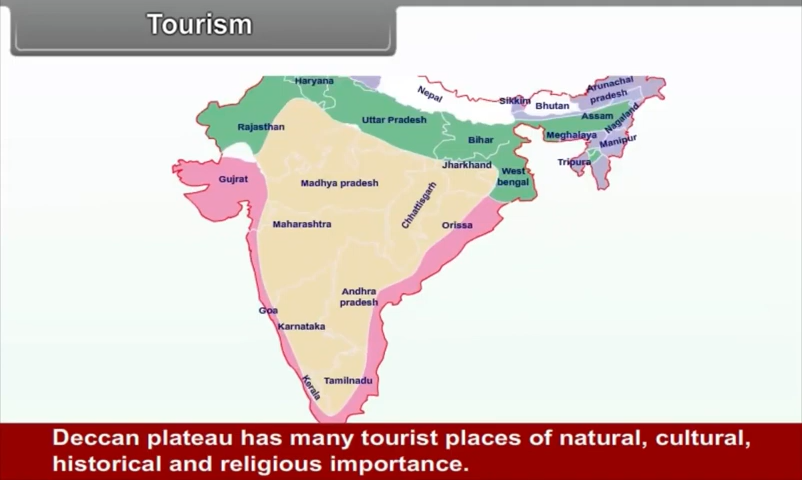 Tourism
Haryana
Nepal
Sikkim
Bhutan
Arunachal
pradesh
Rajasthan
Uttar Pradesh
Assam
Nagaland
Bihar
Meghalaya
Manipur
Jharkhand
Tripura
West
bengal
Gujrat
Madhya pradesh
Chhattisgarh
Maharashtra
Orissa
Andhra
pradesh
Goa
Karnataka
Kerala
Tamilnadu
Deccan plateau has many tourist places of natural, cultural,
historical and religious importance.